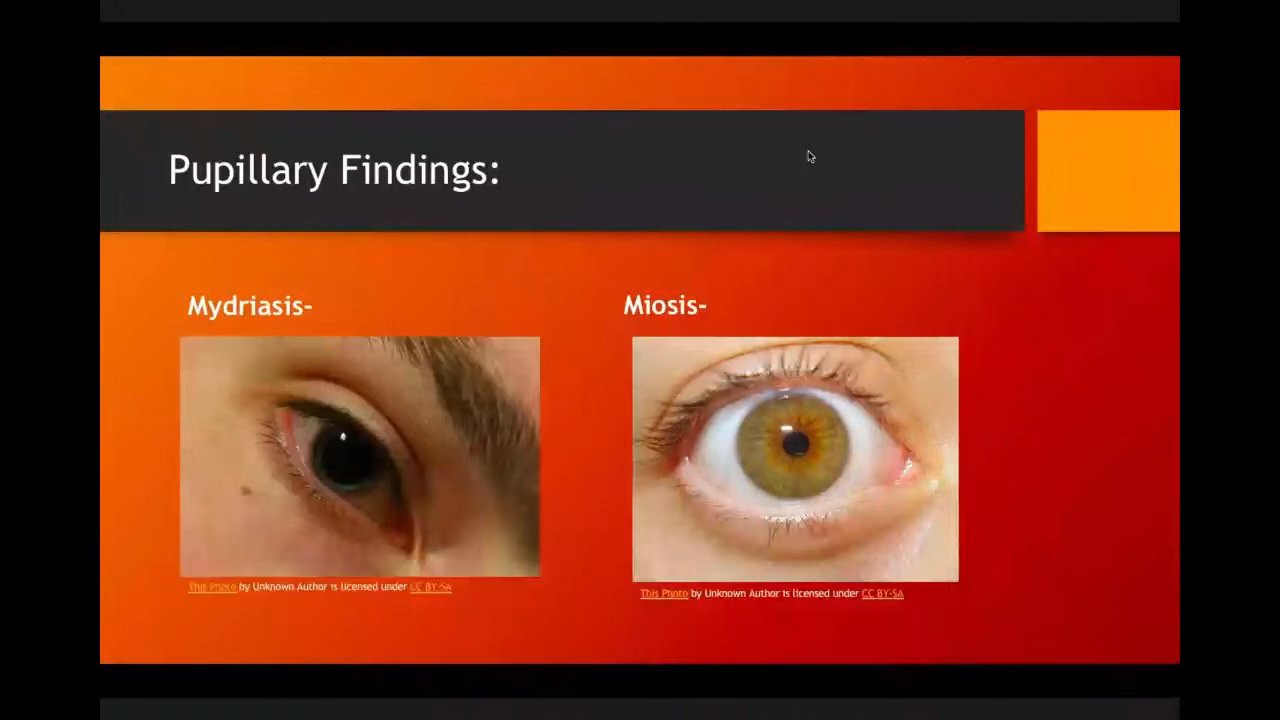 Pupillary Findings:
Mydriasis-
Miosis-
This Photo by Unknown Author is licensed under CC BY-SA
This Photo by Unknown Author is licensed under CC BY-SA